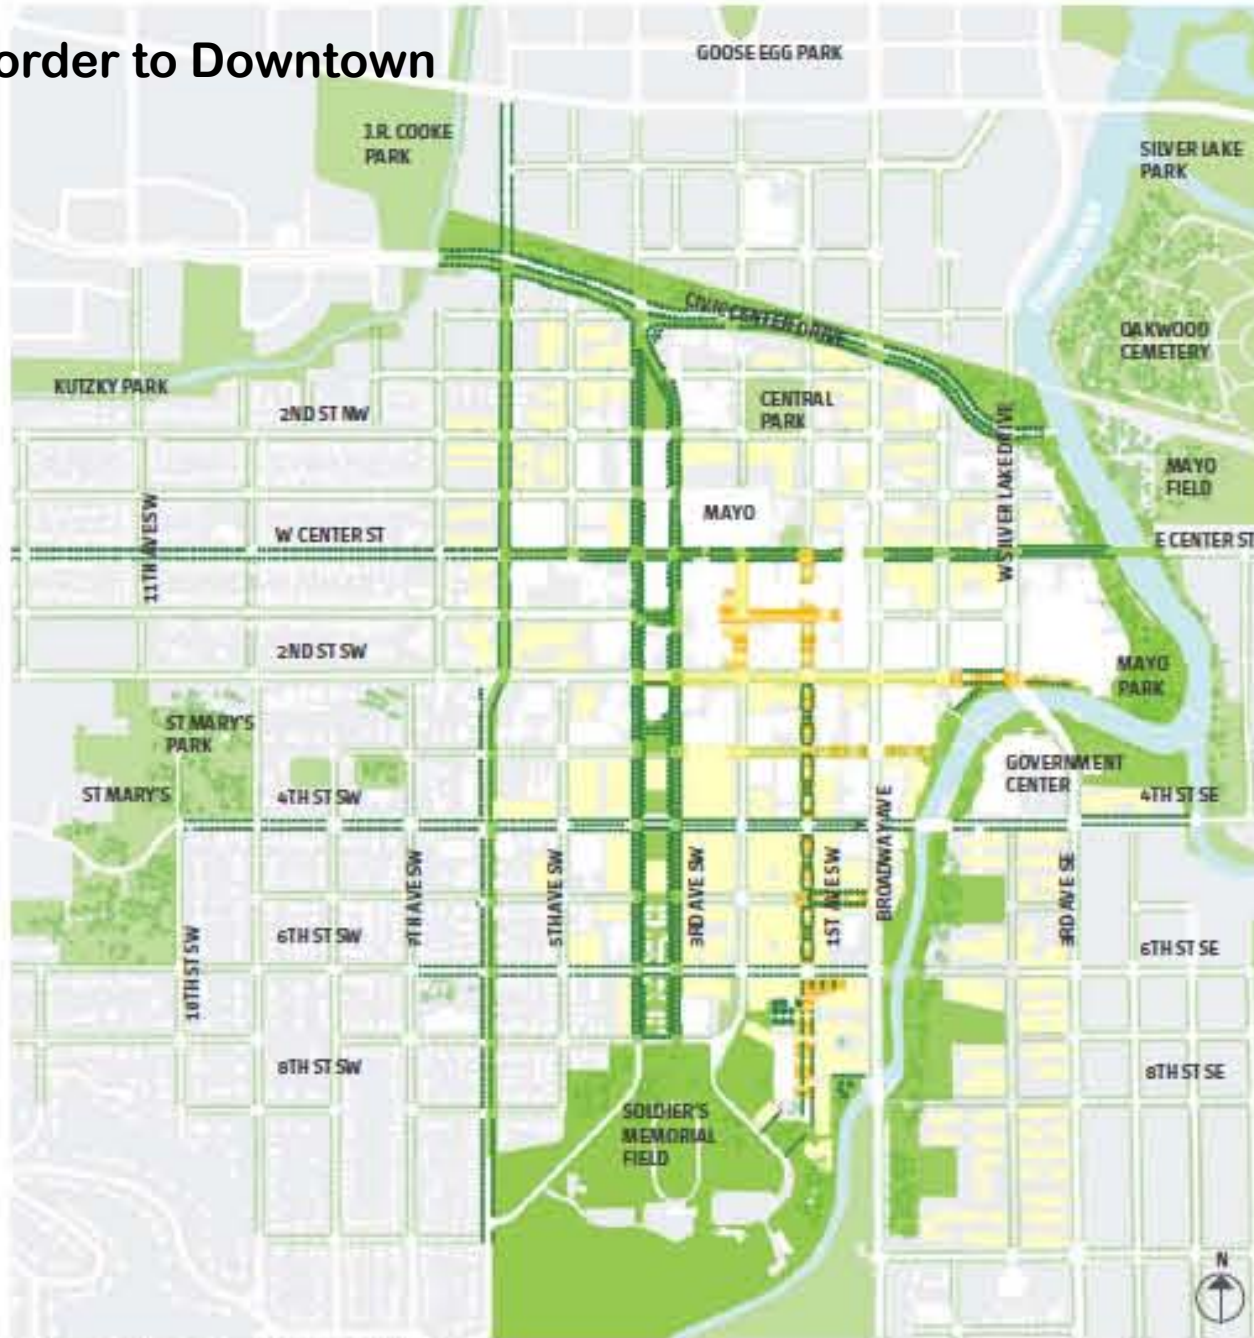 order to Downtown
GOOSE EGG PARK
J.R. COOKE
PARK
SILVER LAKE
PARK
CIVIC CENTER DRIVE
OAKWOOD
CEMETERY
KUTZKY PARK
2ND ST NW
CENTRAL
PARK
W SILVER LAKE DRIVE
MAYO
FIELD
11TH AVE SW
W CENTER ST
MAYO
E CENTER ST
2ND ST SW
MAYO
PARK
ST MARY'S
PARK
GOVERNMENT
CENTER
ST MARY'S
4TH ST SW
4TH ST SE
BROADWAY AVE
7TH AVE SW
5TH AVE SW
3RD AVE SW
1ST AVE SW
3RD AVE SE
10TH ST SW
6TH ST SW
6TH ST SE
8TH ST SW
8TH ST SE
SOLDIER'S
MEMORIAL
FIELD
N